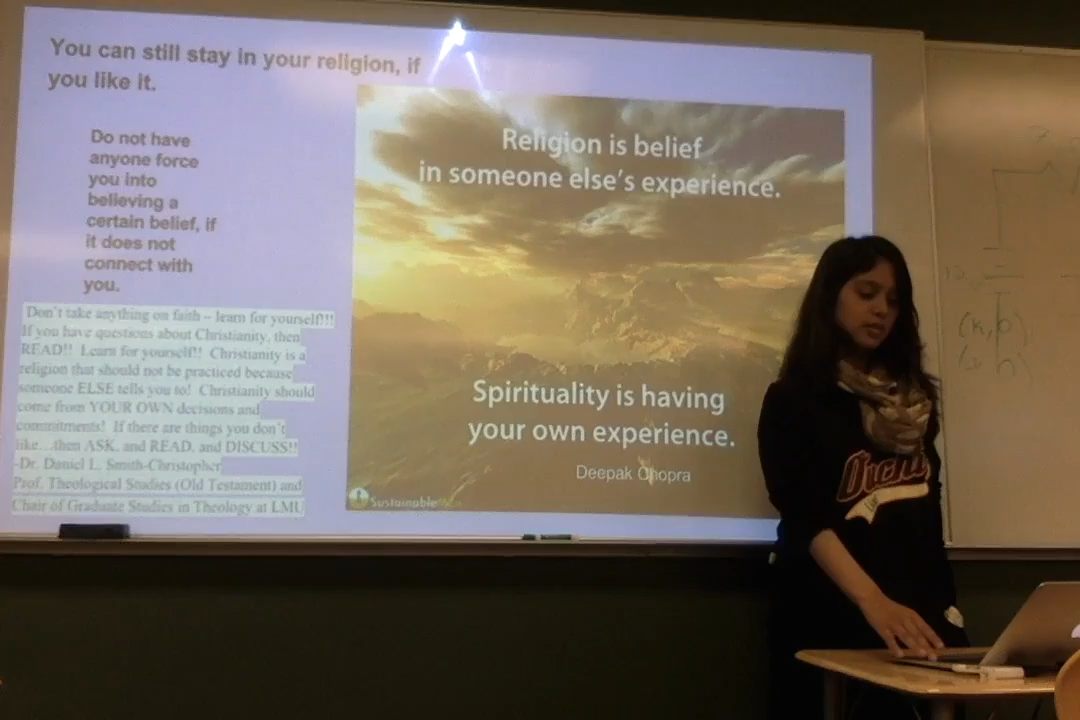 You can still stay in your religion, if
you like it.
Do not have
anyone force
you into
believing a
certain belief, if
it does not
connect with
you.
Don't take anything on faith – learn for yourself!!!
If you have questions about Christianity, then
READ!! Learn for yourself!! Christianity is a
religion that should not be practiced because
someone ELSE tells you to! Christianity should
come from YOUR OWN decisions and
commitments! If there are things you don't
like...then ASK, and READ, and DISCUSS!!
-Dr. Daniel L. Smith-Christopher
Prof. Theological Studies (Old Testament) and
Chair of Graduate Studies in Theology at LMU
Religion is belief
in someone else's experience.
Spirituality is having
your own experience.
Deepak Chopra